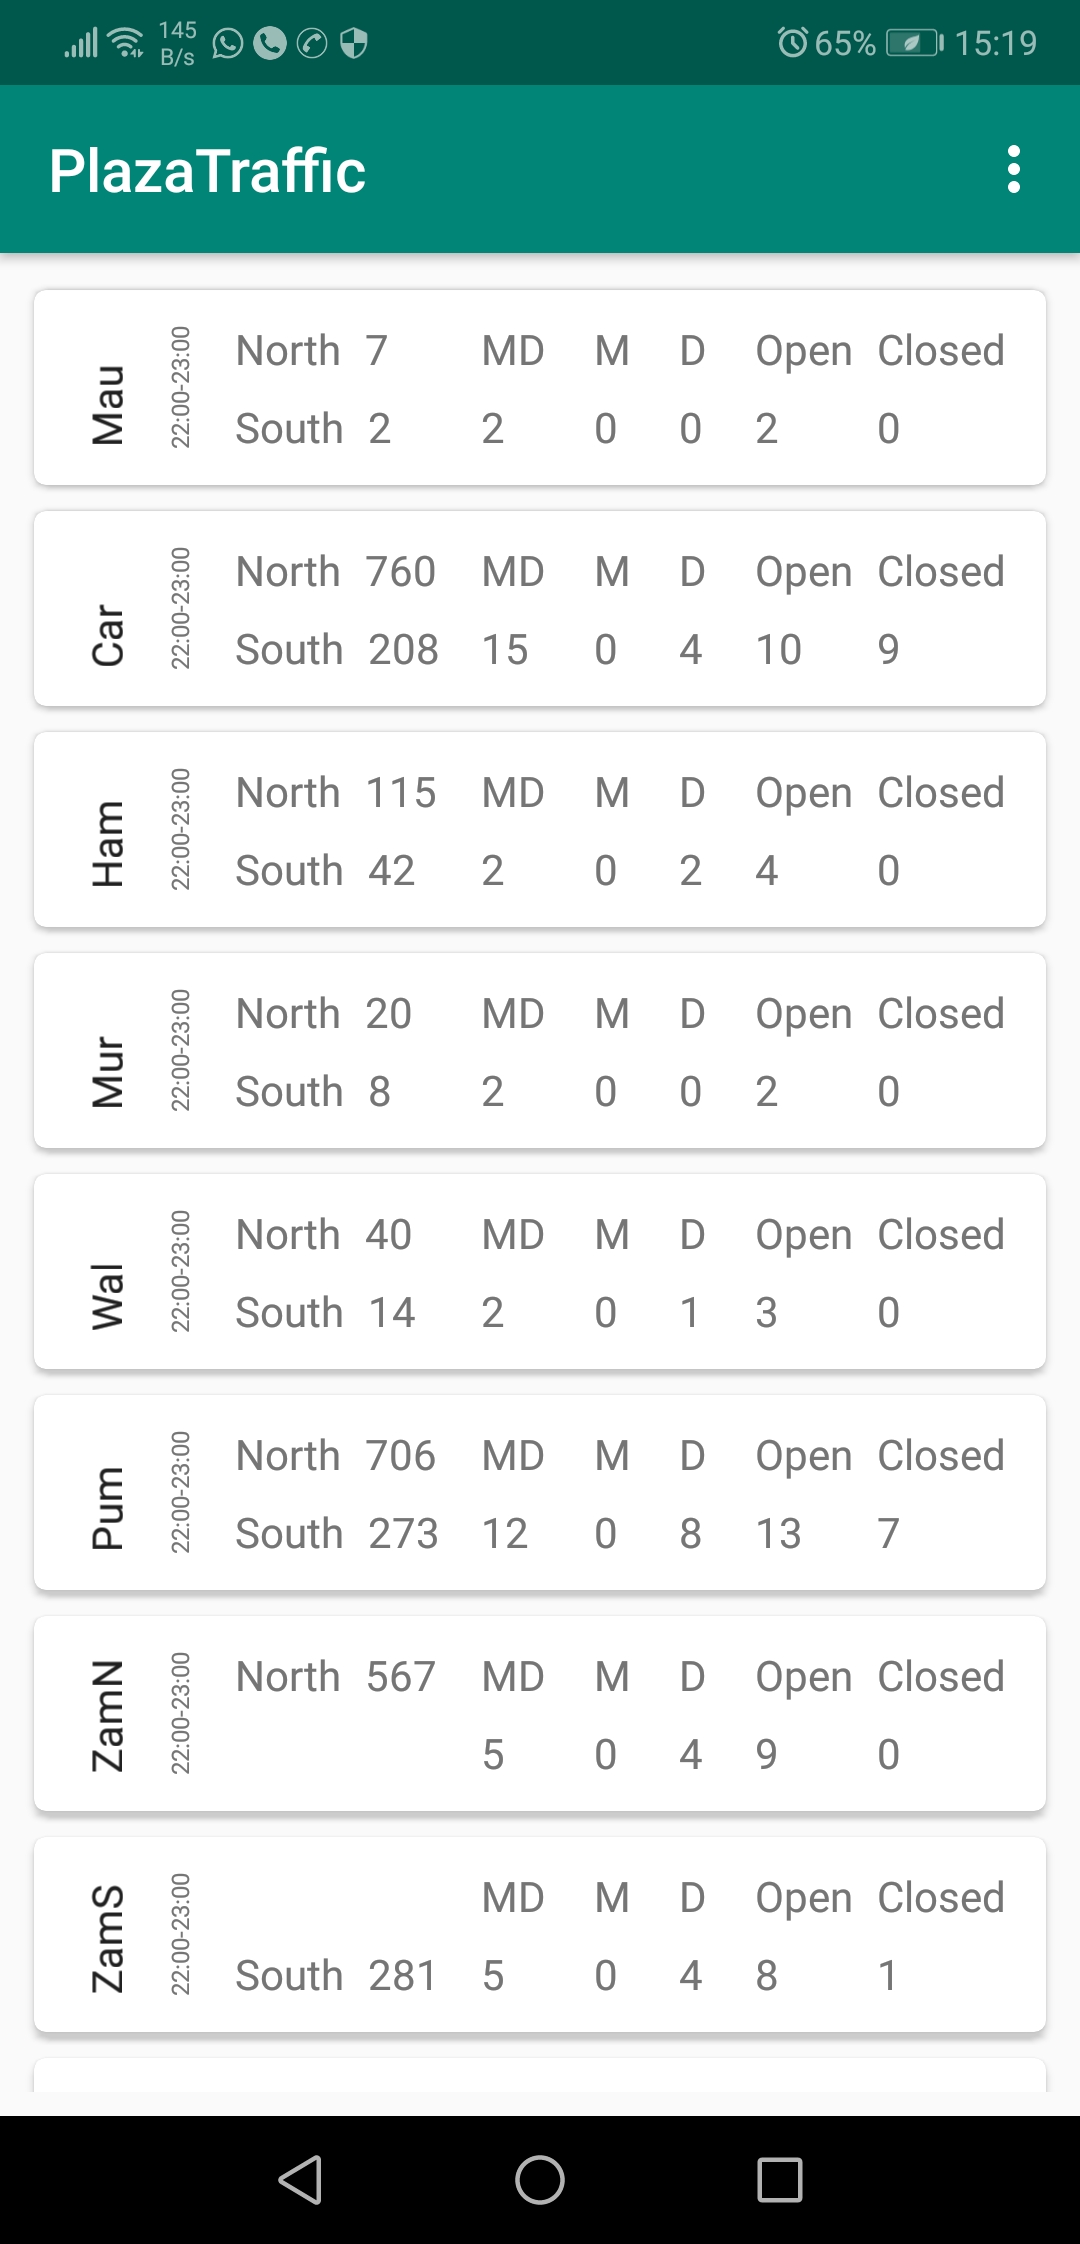 145 B/s 65% 15:19
PlazaTraffic
Mau
22:00-23:00
North 7 MD M D Open Closed
South 2 2 0 0 2 0
Car
22:00-23:00
North 760 MD M D Open Closed
South 208 15 0 4 10 9
Ham
22:00-23:00
North 115 MD M D Open Closed
South 42 2 0 2 4 0
Mur
22:00-23:00
North 20 MD M D Open Closed
South 8 2 0 0 2 0
Wal
22:00-23:00
North 40 MD M D Open Closed
South 14 2 0 1 3 0
Pum
22:00-23:00
North 706 MD M D Open Closed
South 273 12 0 8 13 7
ZamN
22:00-23:00
North 567 MD M D Open Closed
5 0 4 9 0
ZamS
22:00-23:00
MD M D Open Closed
South 281 5 0 4 8 1